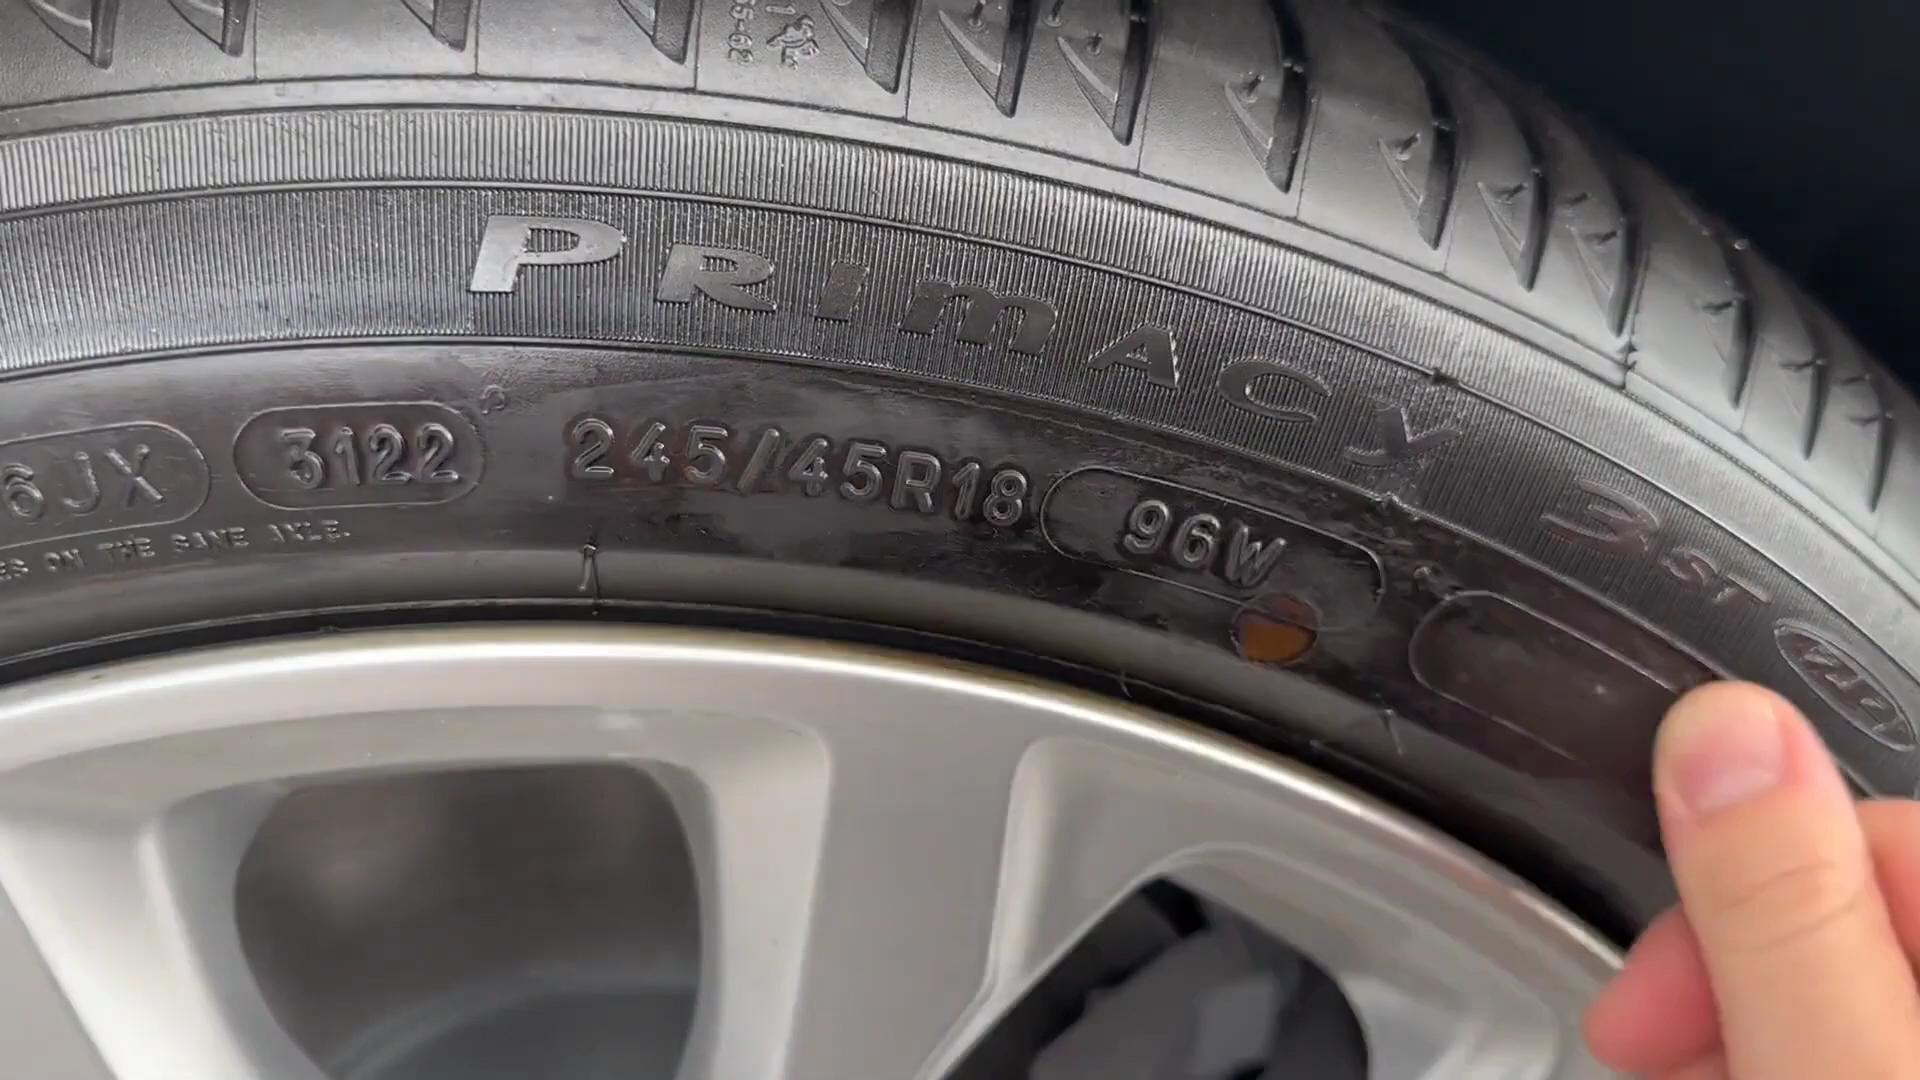 PRIMACY 3ST
6JX
3122
245/45R18
96W
ES ON THE SAME AXLE.